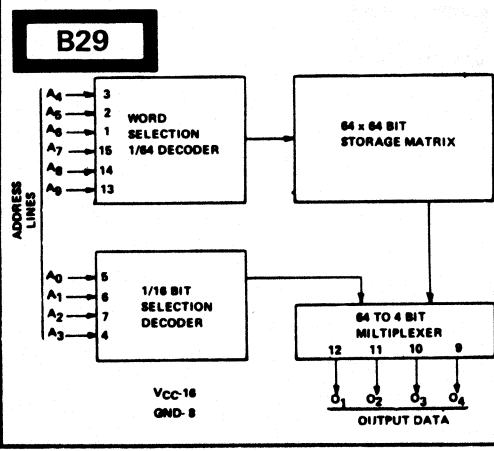 B29
A4 3
A5 2
A6 1
A7 15
A8 14
A9 13
WORD
SELECTION
1/64 DECODER
64 x 64 BIT
STORAGE MATRIX
ADDRESS
LINES
A0 5
A1 6
A2 7
A3 4
1/16 BIT
SELECTION
DECODER
64 TO 4 BIT
MILTIPLEXER
12 11 10 9
O1 O2 O3 O4
OUTPUT DATA
VCC-16
GND- 8